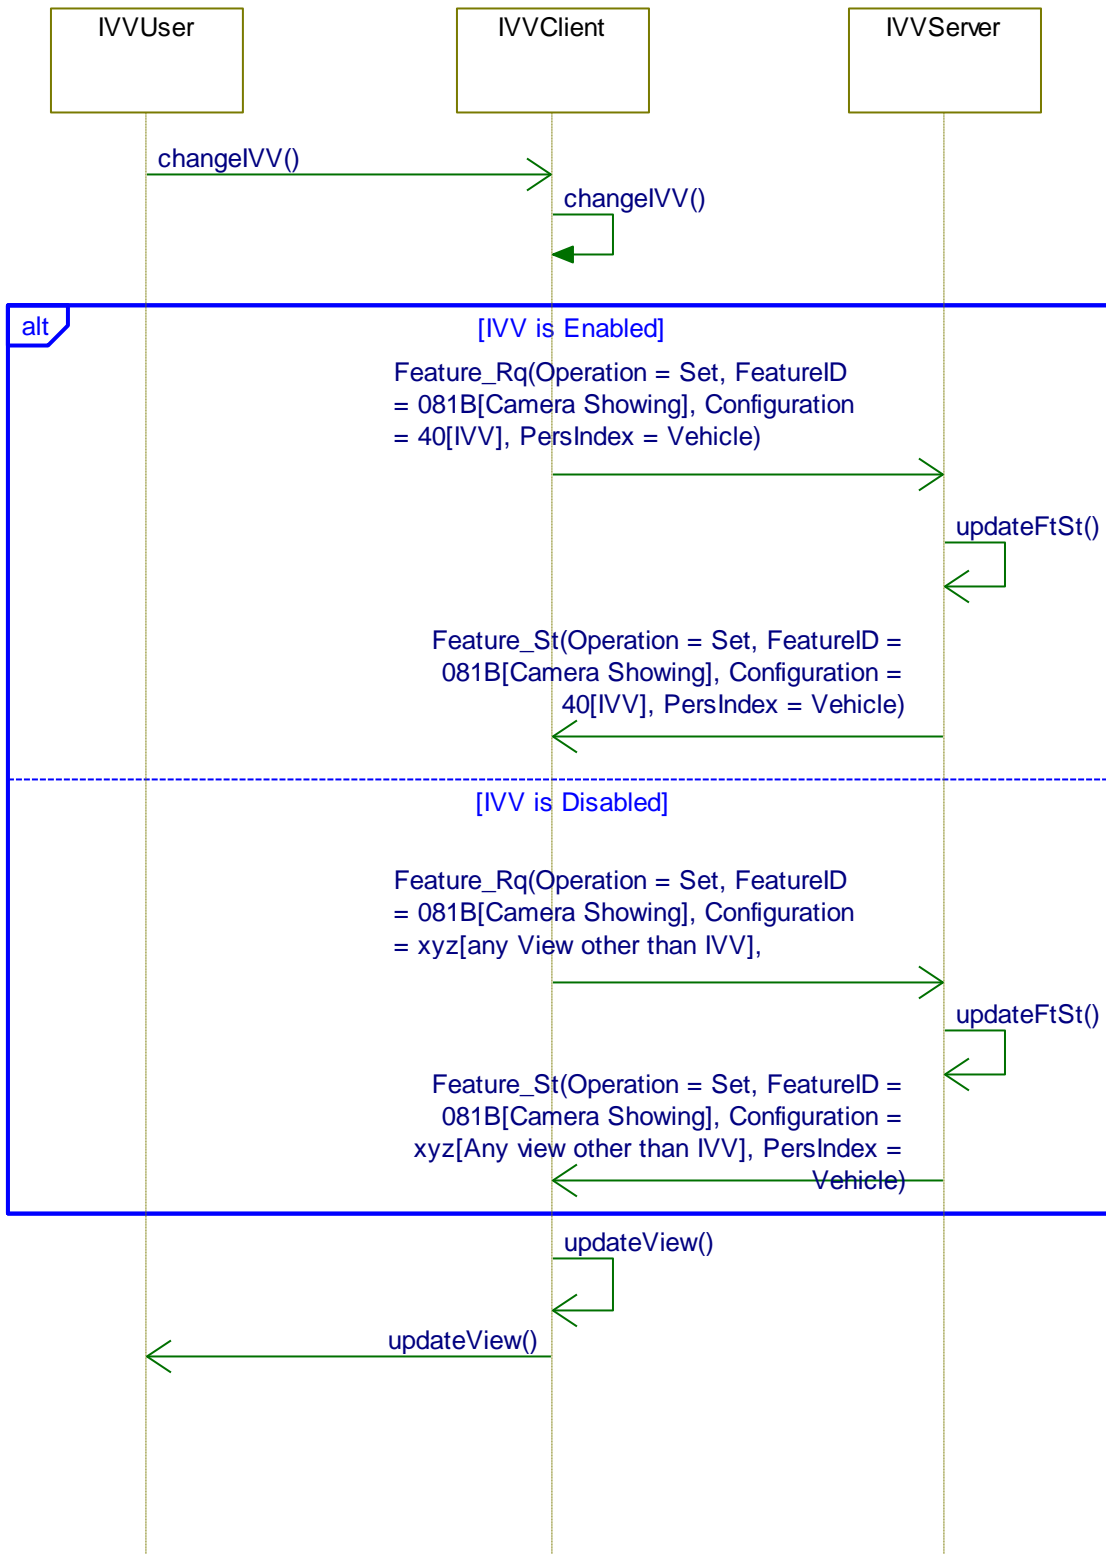 IVVUser
IVVClient
IVVServer
changeIVV()
changeIVV()
alt
[IVV is Enabled]
Feature_Rq(Operation = Set, FeatureID
= 081B[Camera Showing], Configuration
= 40[IVV], PersIndex = Vehicle)
updateFtSt()
Feature_St(Operation = Set, FeatureID =
081B[Camera Showing], Configuration =
40[IVV], PersIndex = Vehicle)
[IVV is Disabled]
Feature_Rq(Operation = Set, FeatureID
= 081B[Camera Showing], Configuration
= xyz[any View other than IVV],
updateFtSt()
Feature_St(Operation = Set, FeatureID =
081B[Camera Showing], Configuration =
xyz[Any view other than IVV], PersIndex =
Vehicle)
updateView()
updateView()